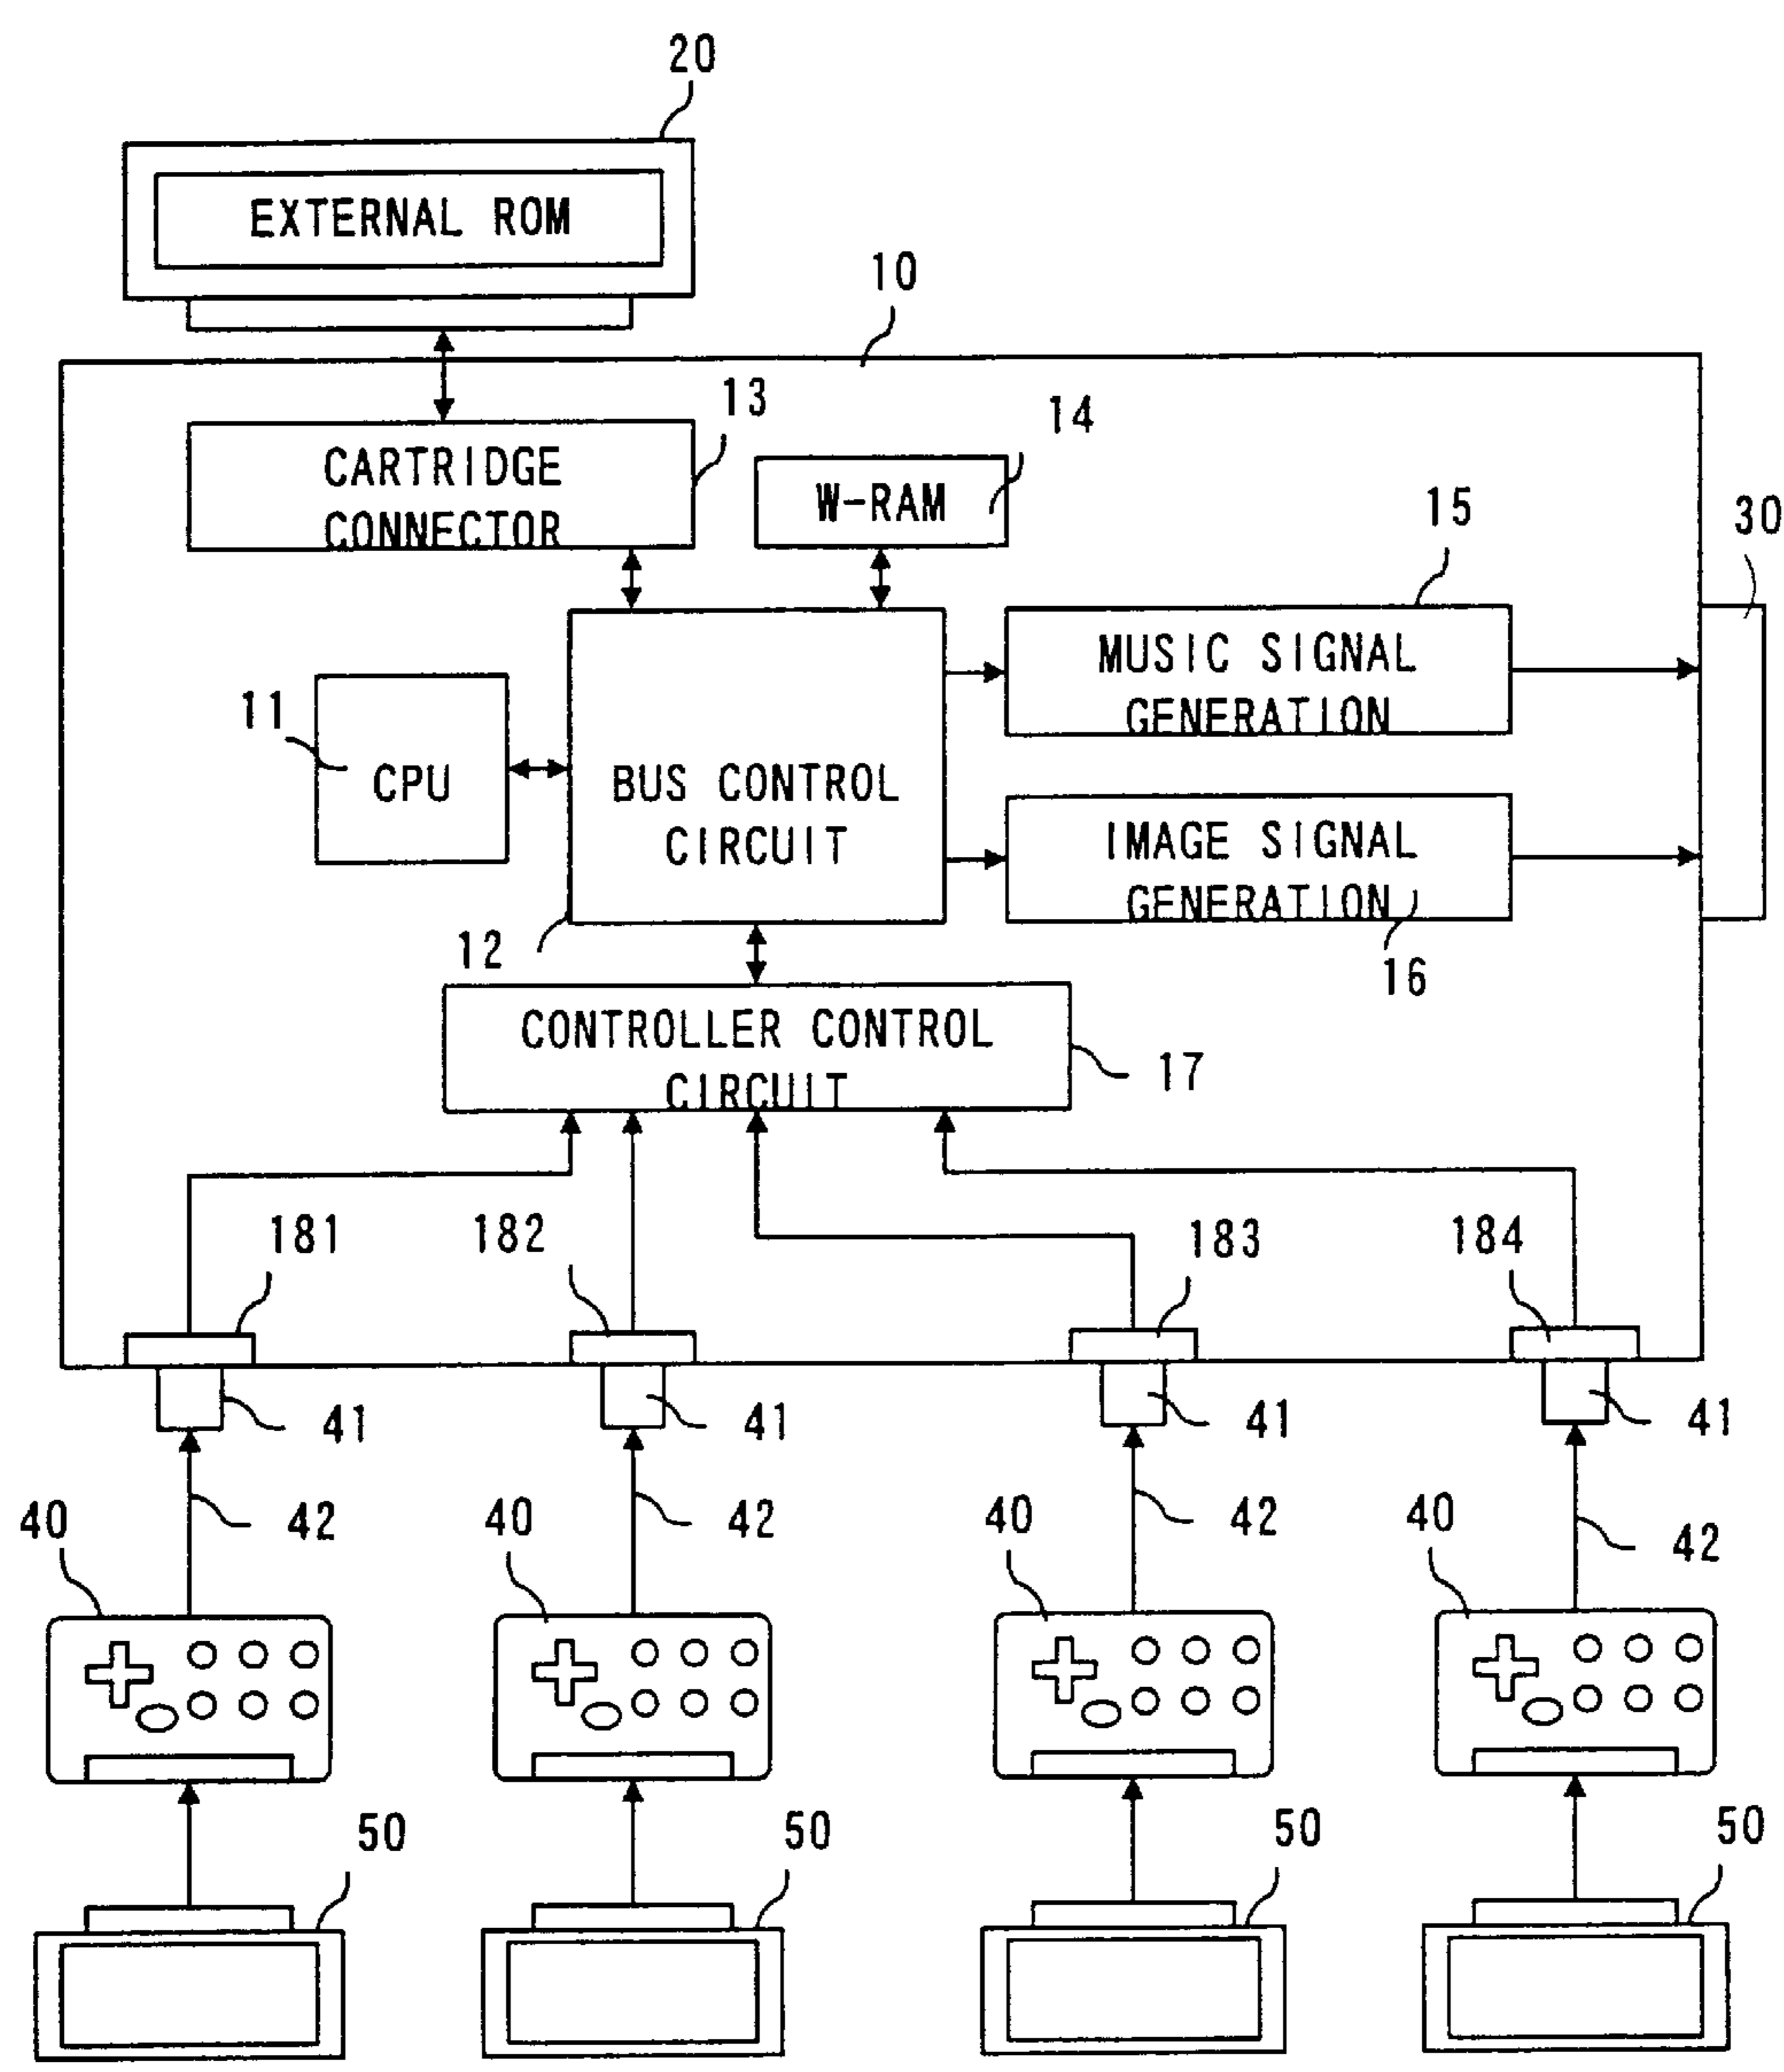 20
EXTERNAL ROM
10
13
14
CARTRIDGE
CONNECTOR
W-RAM
15
30
MUSIC SIGNAL
GENERATION
11
CPU
BUS CONTROL
CIRCUIT
IMAGE SIGNAL
GENERATION
12
16
CONTROLLER CONTROL
CIRCUIT
17
181
182
183
184
41
41
41
41
40
42
40
42
40
42
40
42
50
50
50
50